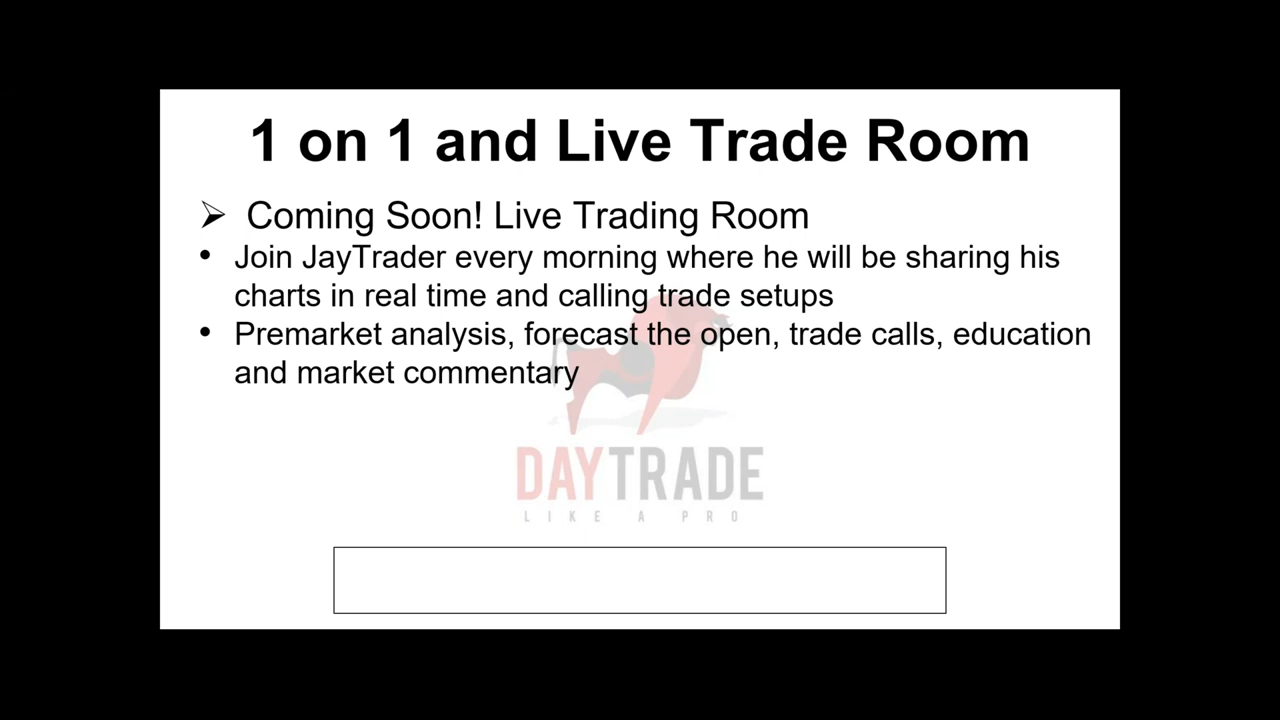 1 on 1 and Live Trade Room
➢ Coming Soon! Live Trading Room
• Join JayTrader every morning where he will be sharing his
charts in real time and calling trade setups
• Premarket analysis, forecast the open, trade calls, education
and market commentary
DAYTRADE
LIKE A PRO